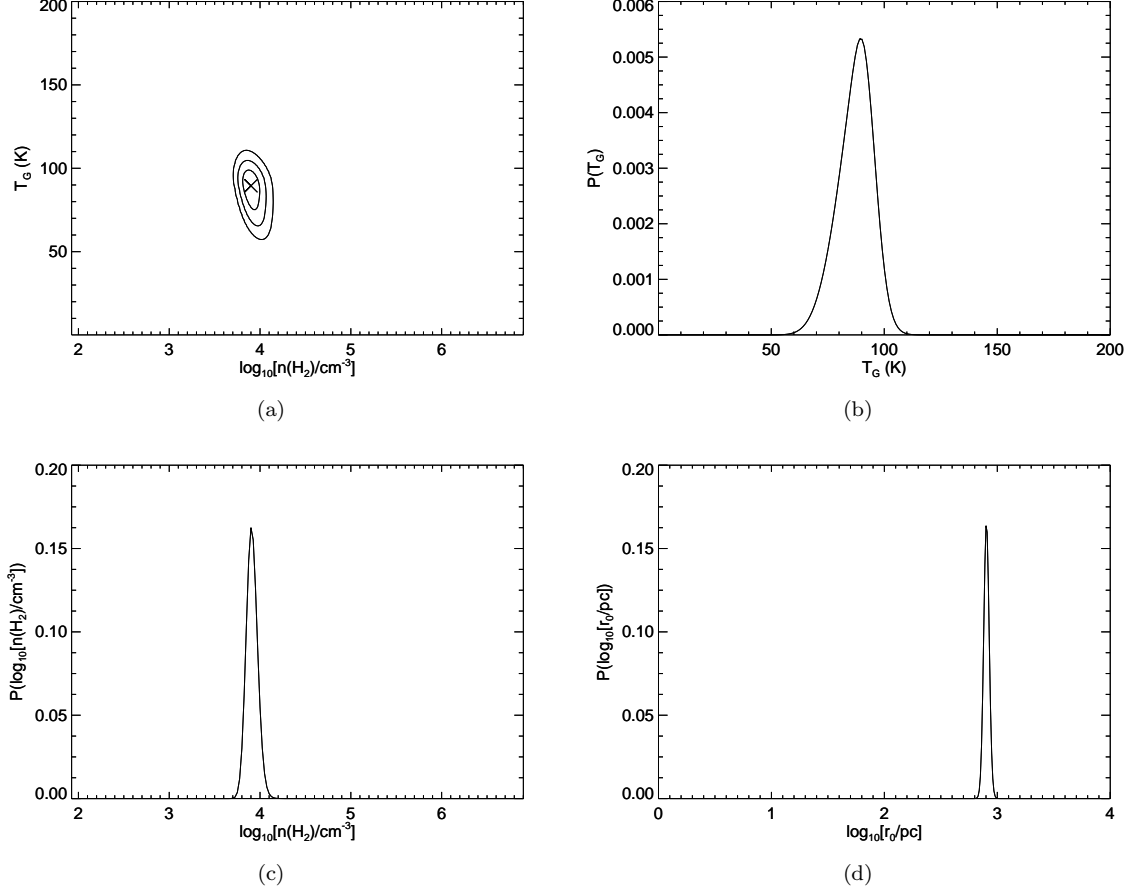 200
150
100
50
T_G (K)
2 3 4 5 6
log₁₀[n(H₂)/cm⁻³]
(a)
0.006
0.005
0.004
0.003
0.002
0.001
0.000
P(T_G)
50 100 150 200
T_G (K)
(b)
0.20
0.15
0.10
0.05
0.00
P(log₁₀[n(H₂)/cm⁻³])
2 3 4 5 6
log₁₀[n(H₂)/cm⁻³]
(c)
0.20
0.15
0.10
0.05
0.00
P(log₁₀[r₀/pc])
0 1 2 3 4
log₁₀[r₀/pc]
(d)